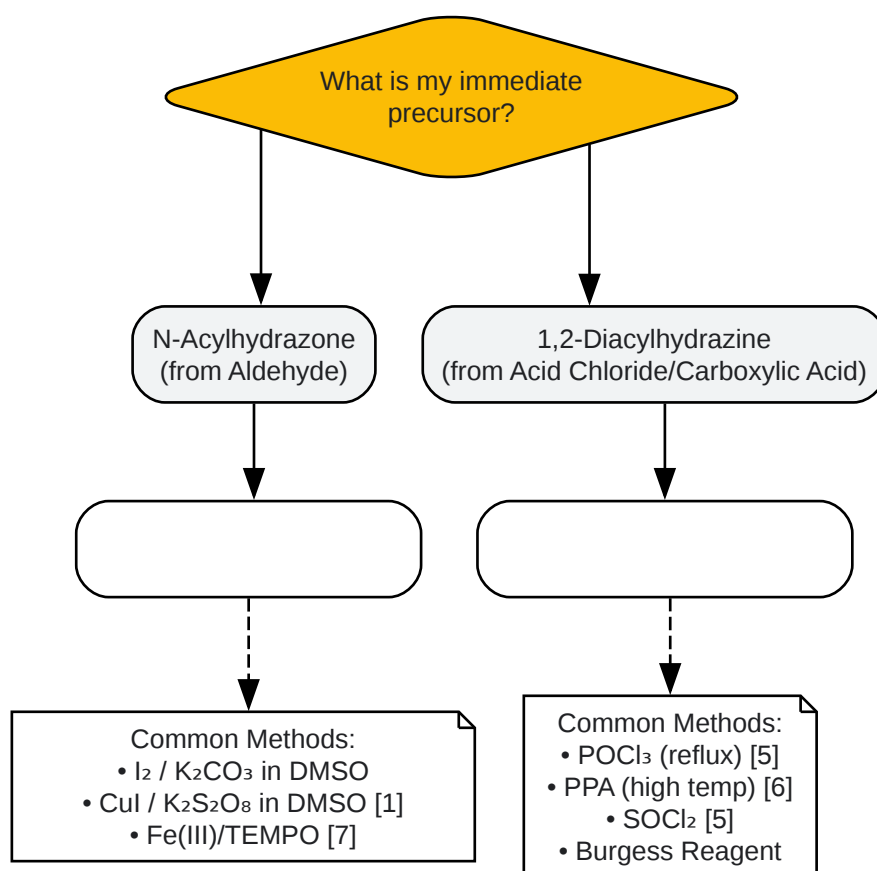 What is my immediate
precursor?
N-Acylhydrazone
(from Aldehyde)
1,2-Diacylhydrazine
(from Acid Chloride/Carboxylic Acid)
Common Methods:
• I₂ / K₂CO₃ in DMSO
• CuI / K₂S₂O₈ in DMSO [1]
• Fe(III)/TEMPO [7]
Common Methods:
• POCl₃ (reflux) [5]
• PPA (high temp) [6]
• SOCl₂ [5]
• Burgess Reagent